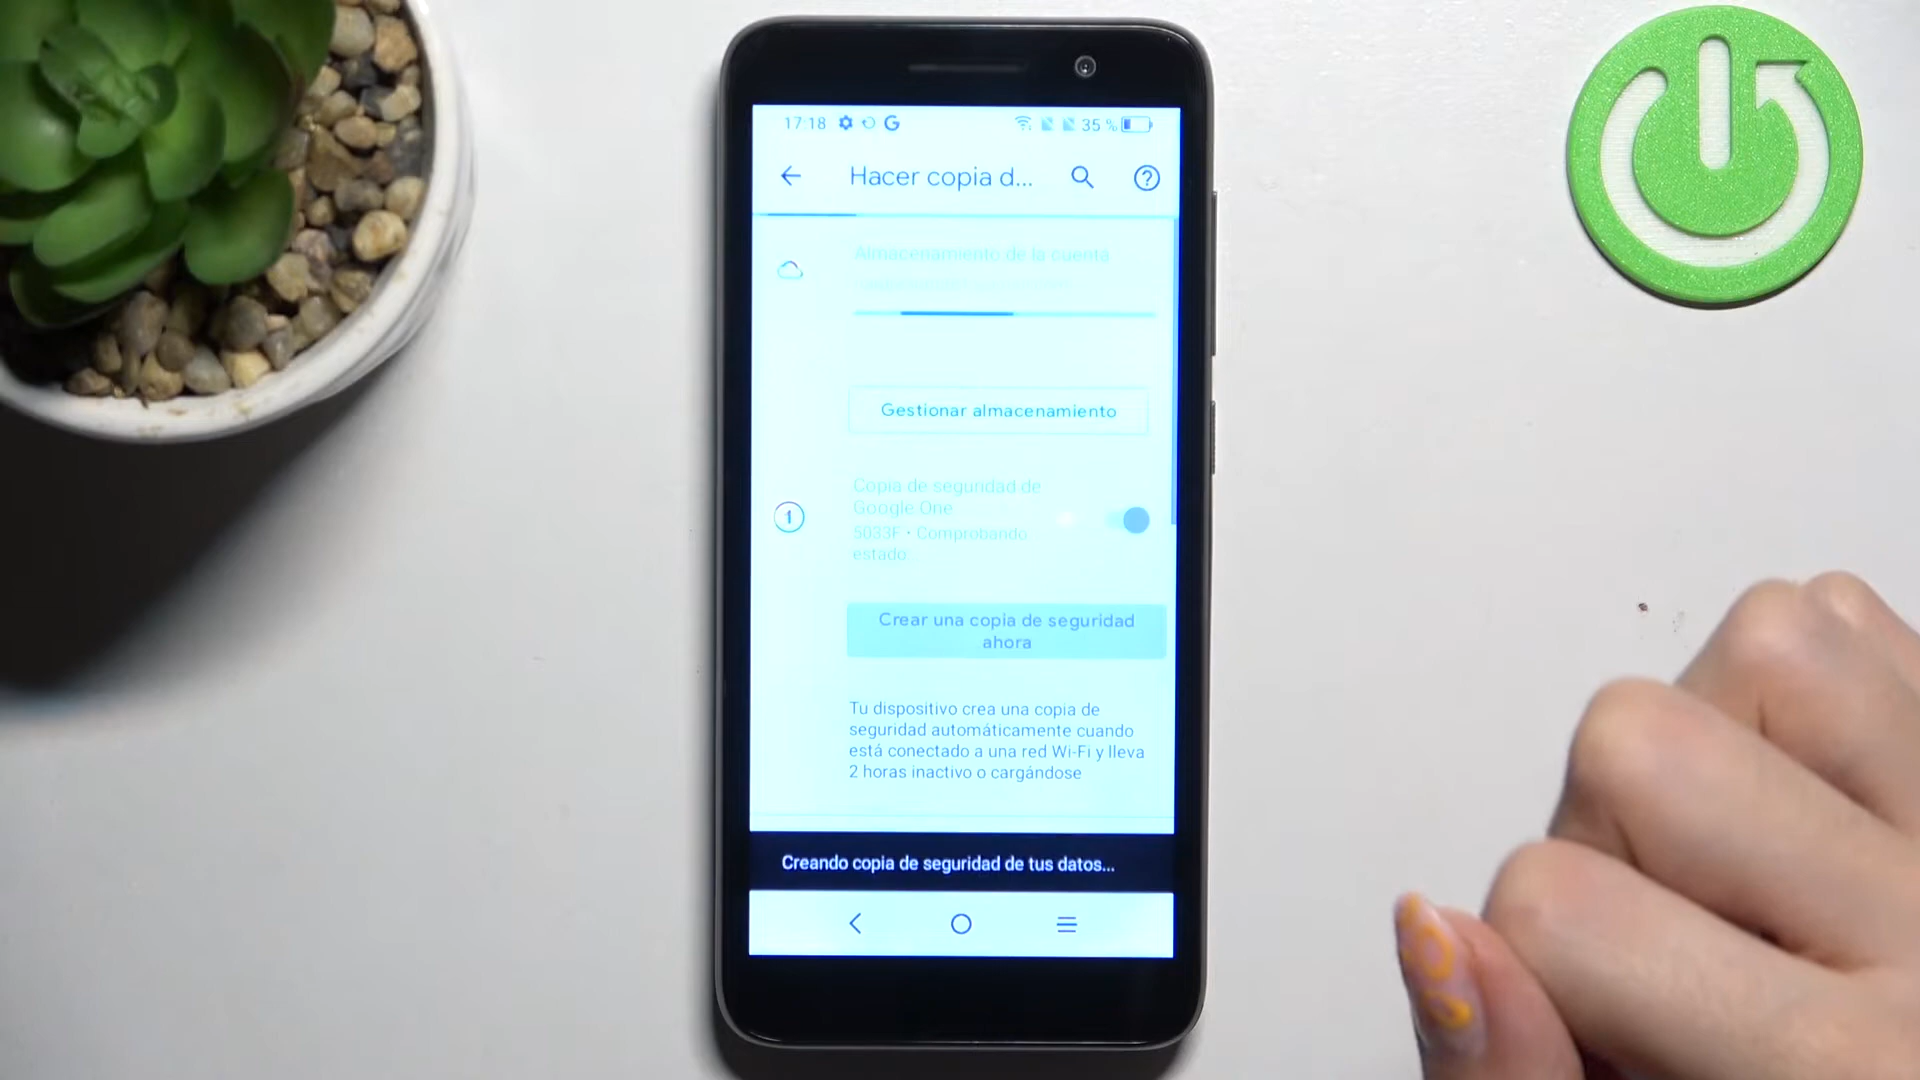 17:18 G 35 %
Hacer copia d...
Almacenamiento de la cuenta
Gestionar almacenamiento
Copia de seguridad de
Google One
5033F • Comprobando
estado
1
Crear una copia de seguridad
ahora
Tu dispositivo crea una copia de
seguridad automáticamente cuando
está conectado a una red Wi-Fi y lleva
2 horas inactivo o cargándose
Creando copia de seguridad de tus datos...